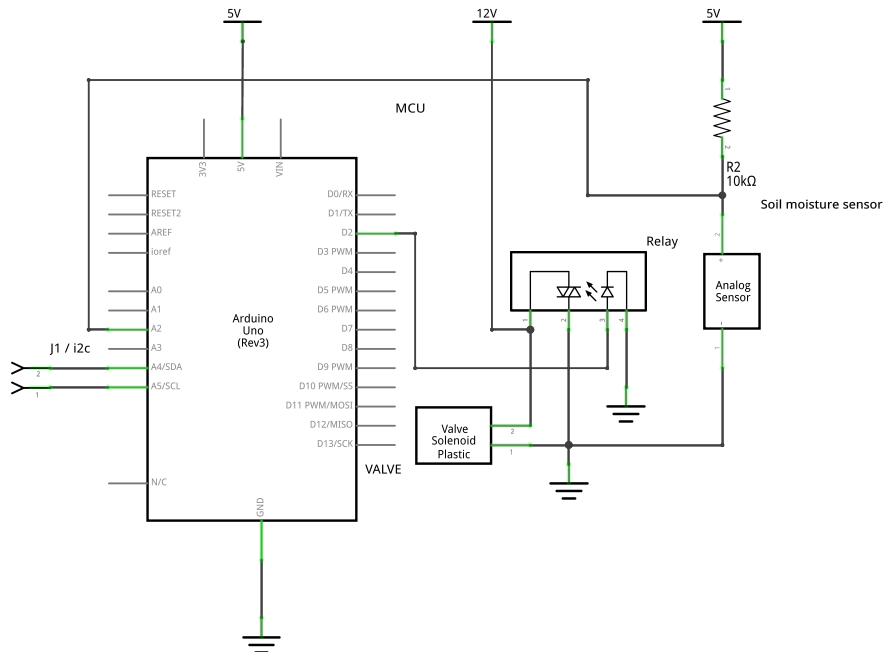 5V
12V
5V
MCU
3V3
5V
VIN
1
2
R2
10kΩ
Soil moisture sensor
RESET
RESET2
AREF
ioref
A0
A1
A2
A3
A4/SDA
A5/SCL
N/C
Arduino
Uno
(Rev3)
D0/RX
D1/TX
D2
D3 PWM
D4
D5 PWM
D6 PWM
D7
D8
D9 PWM
D10 PWM/SS
D11 PWM/MOSI
D12/MISO
D13/SCK
GND
J1 / i2c
2
1
Relay
1
2
3
4
2
+
Analog
Sensor
-
1
Valve
Solenoid
Plastic
2
1
VALVE